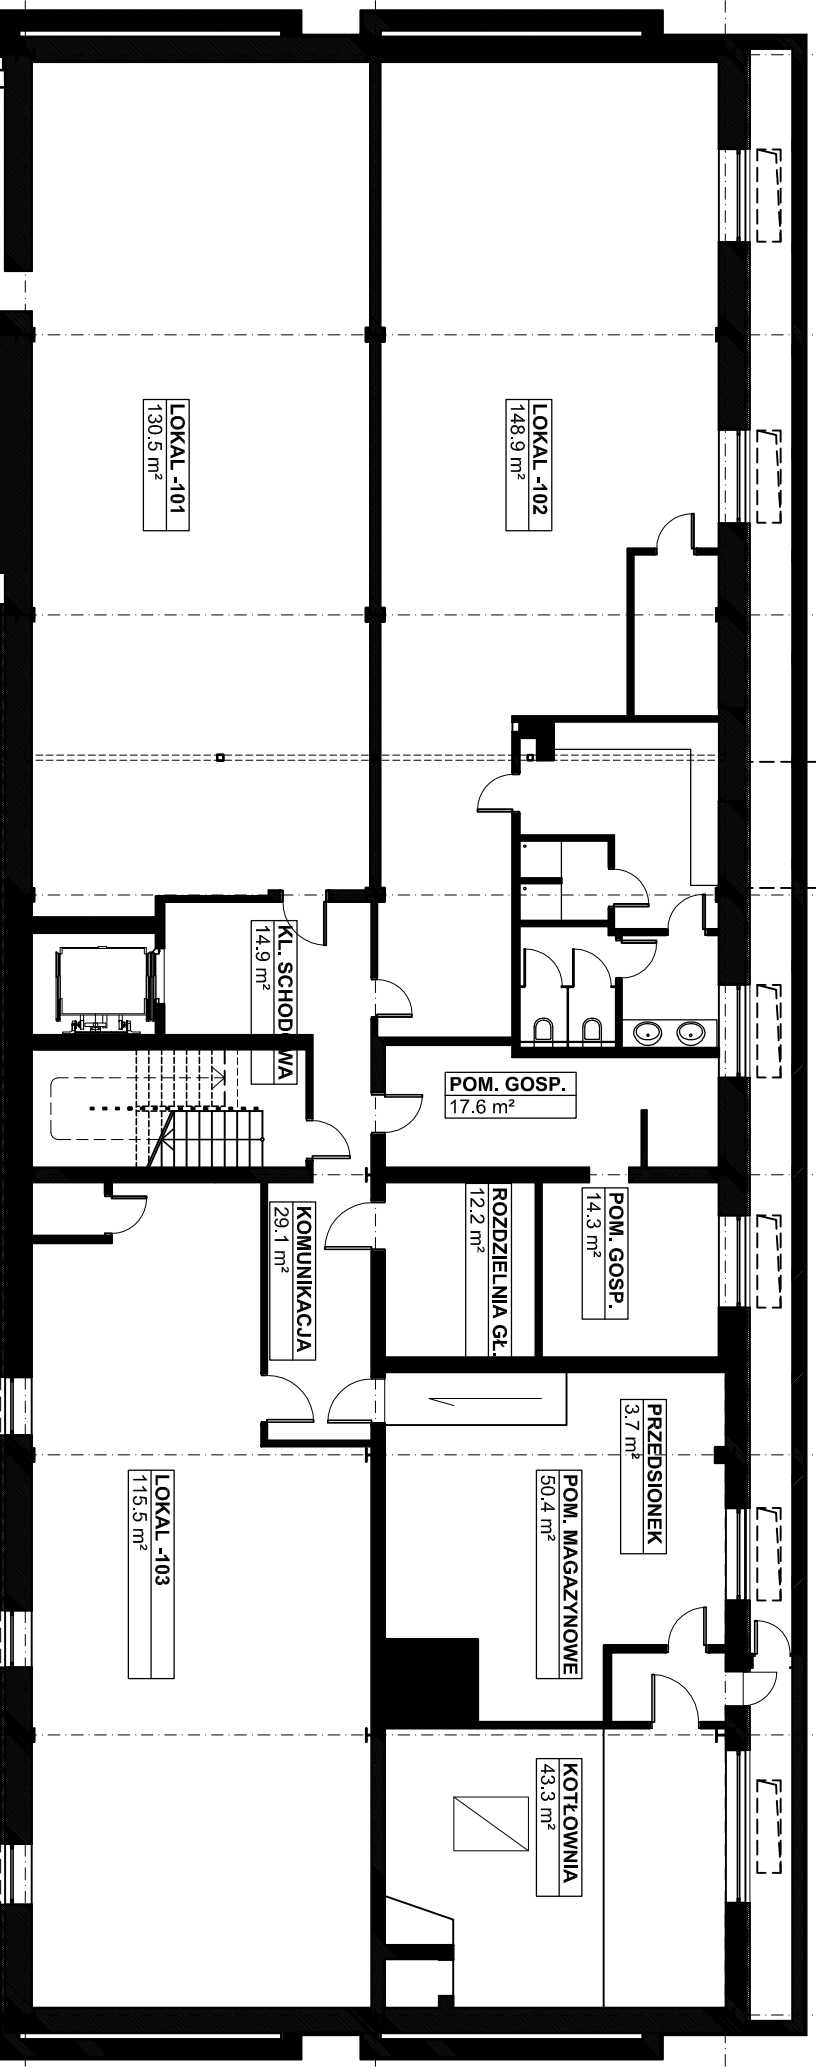 LOKAL -101
130.5 m²
LOKAL -102
148.9 m²
KL. SCHODOWA
14.9 m²
POM. GOSP.
17.6 m²
ROZDZIELNIA GŁ.
12.2 m²
POM. GOSP.
14.3 m²
KOMUNIKACJA
29.1 m²
PRZEDSIONEK
3.7 m²
POM. MAGAZYNOWE
50.4 m²
LOKAL -103
115.5 m²
KOTŁOWNIA
43.3 m²